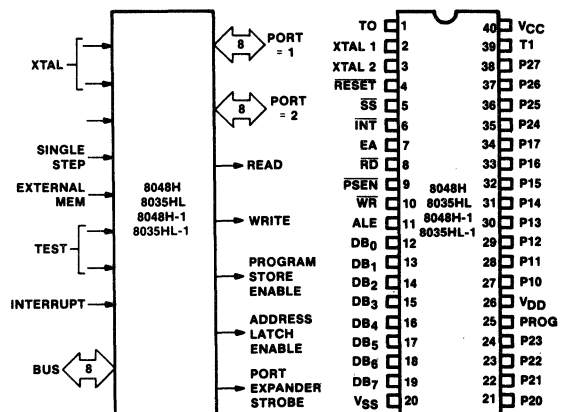 XTAL
SINGLE
STEP
EXTERNAL
MEM
TEST
INTERRUPT
BUS
8
8048H
8035HL
8048H-1
8035HL-1
8
PORT
= 1
8
PORT
= 2
READ
WRITE
PROGRAM
STORE
ENABLE
ADDRESS
LATCH
ENABLE
PORT
EXPANDER
STROBE
TO 1
XTAL 1 2
XTAL 2 3
RESET 4
SS 5
INT 6
EA 7
RD 8
PSEN 9
WR 10
ALE 11
DB0 12
DB1 13
DB2 14
DB3 15
DB4 16
DB5 17
DB6 18
DB7 19
VSS 20
8048H
8035HL
8048H-1
8035HL-1
40 VCC
39 T1
38 P27
37 P26
36 P25
35 P24
34 P17
33 P16
32 P15
31 P14
30 P13
29 P12
28 P11
27 P10
26 VDD
25 PROG
24 P23
23 P22
22 P21
21 P20